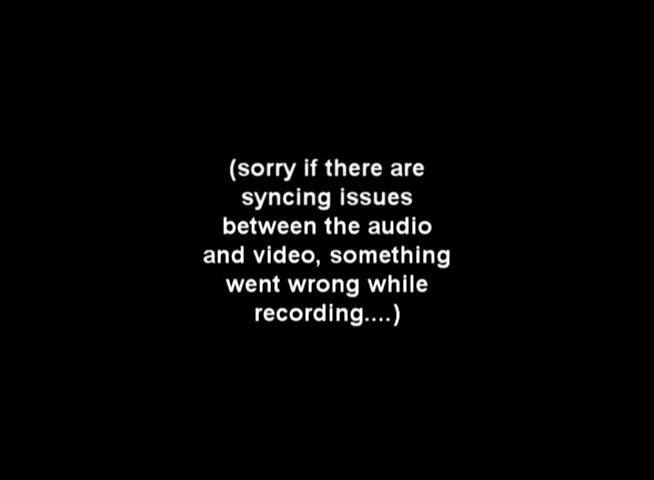 (sorry if there are
syncing issues
between the audio
and video, something
went wrong while
recording....)